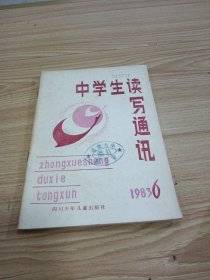 中学生读写通讯
zhongxuesheng
duxie
tongxun
1983 6
四川少年儿童出版社